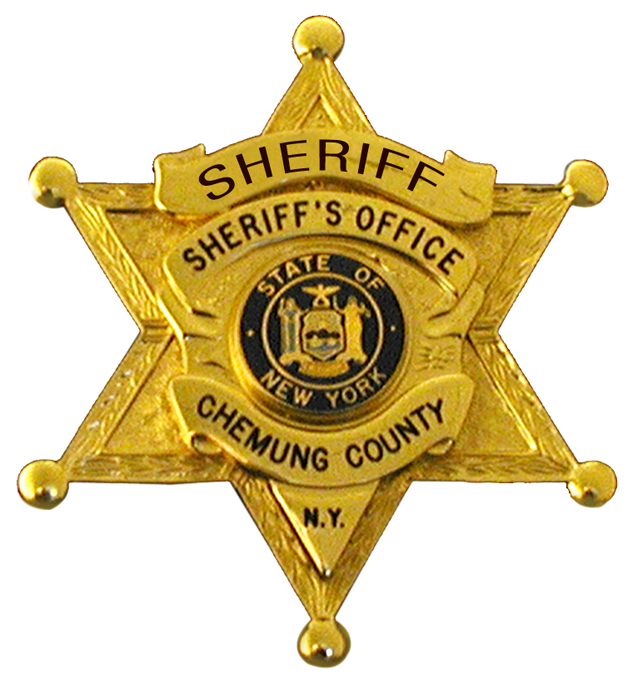 SHERIFF
SHERIFF'S OFFICE
STATE OF
NEW YORK
CHEMUNG COUNTY
N.Y.